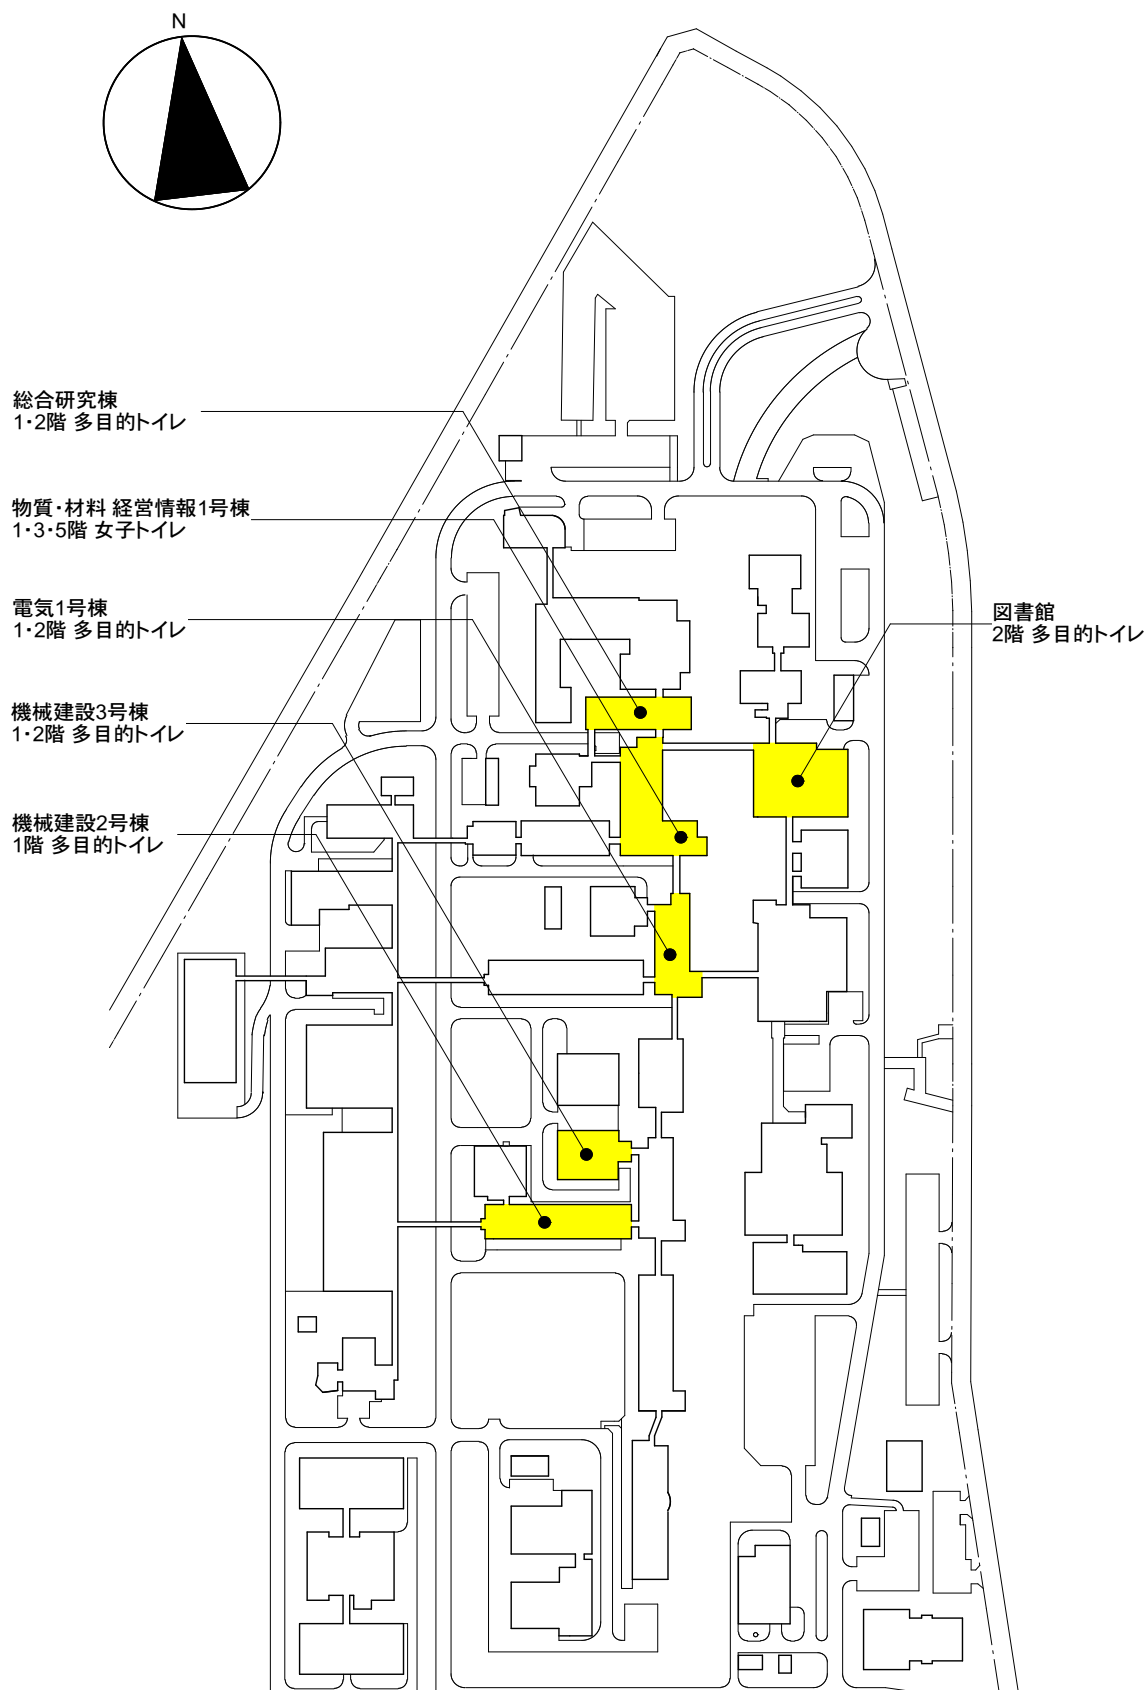 N
総合研究棟
1・2階 多目的トイレ
物質・材料 経営情報1号棟
1・3・5階 女子トイレ
電気1号棟
1・2階 多目的トイレ
図書館
2階 多目的トイレ
機械建設3号棟
1・2階 多目的トイレ
機械建設2号棟
1階 多目的トイレ